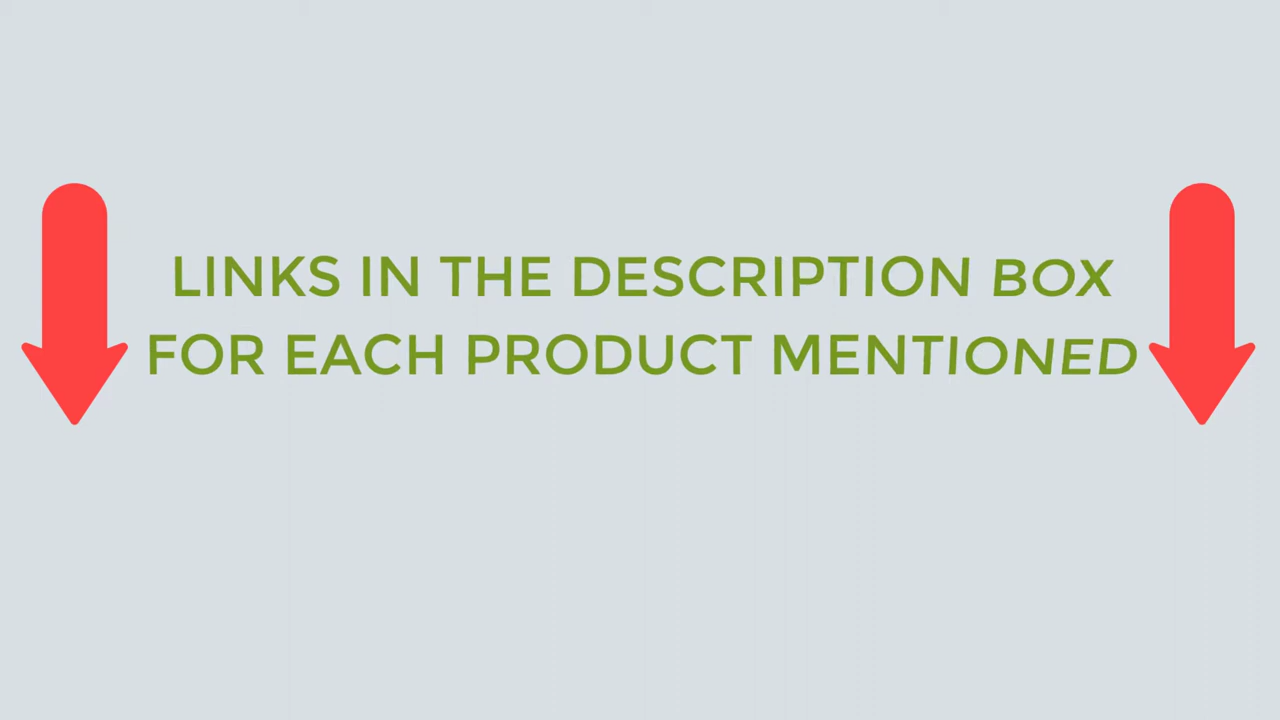 LINKS IN THE DESCRIPTION BOX
FOR EACH PRODUCT MENTIONED